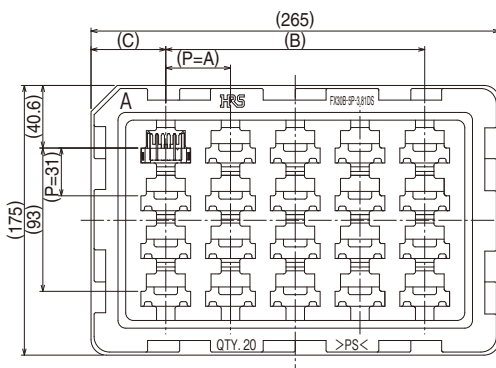 (265)
(C)
(B)
(P=A)
A
HRS
FX30B-5P-3.81DS
(40.6)
(P=31)
(93)
(175)
QTY. 20
>PS<